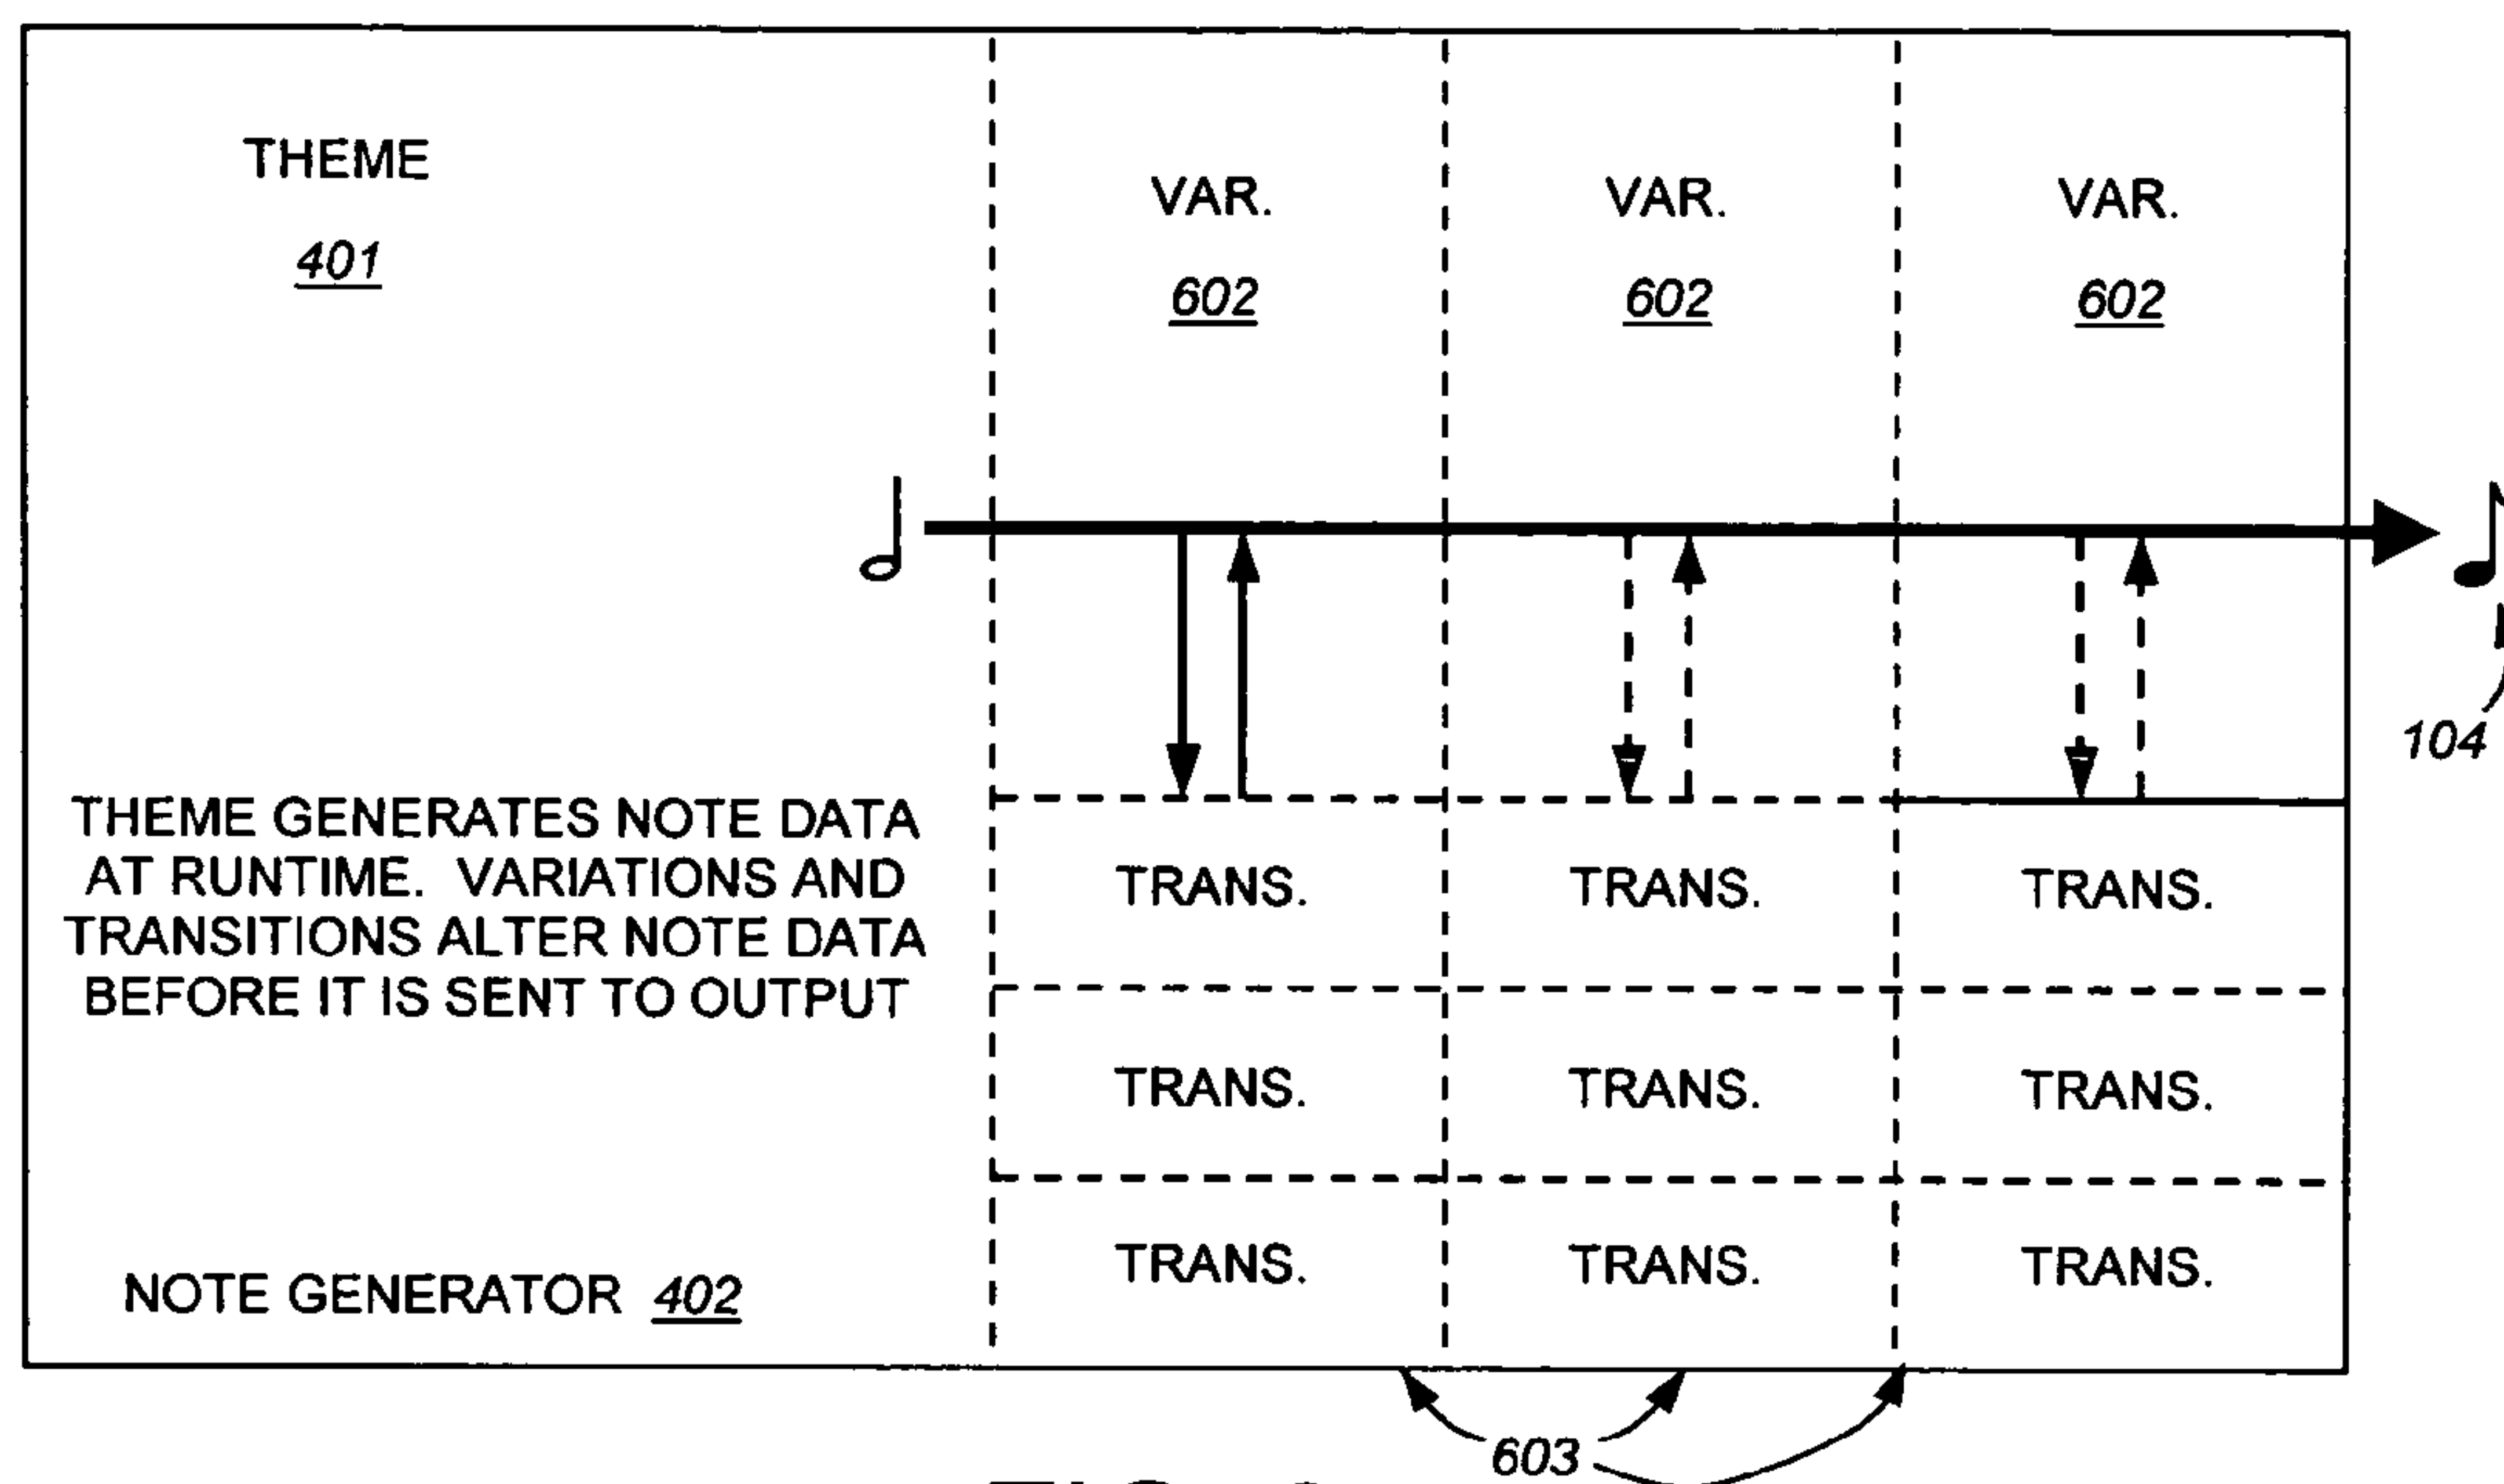 THEME
401
VAR.
602
VAR.
602
VAR.
602
104
THEME GENERATES NOTE DATA
AT RUNTIME. VARIATIONS AND
TRANSITIONS ALTER NOTE DATA
BEFORE IT IS SENT TO OUTPUT
TRANS. TRANS. TRANS.
TRANS. TRANS. TRANS.
TRANS. TRANS. TRANS.
NOTE GENERATOR 402
603